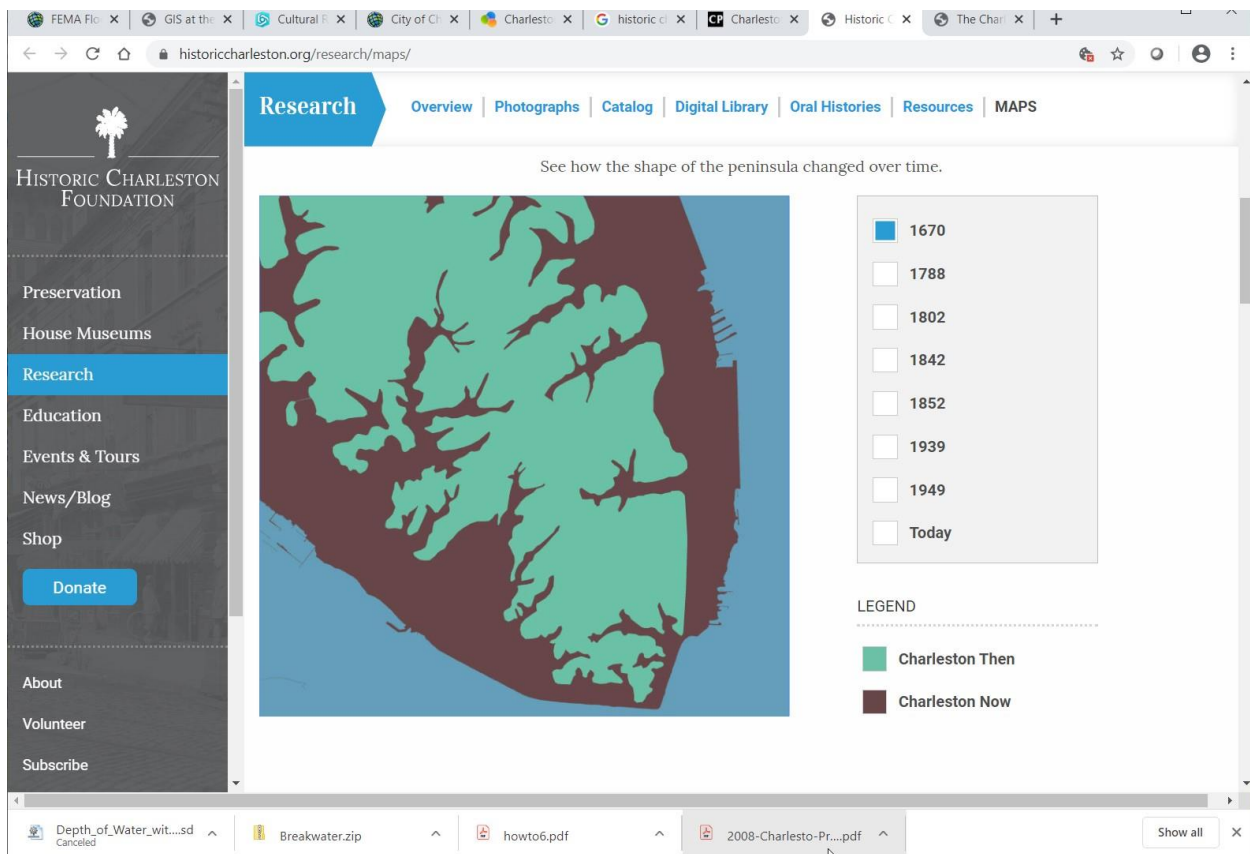 FEMA Flo
GIS at the
Cultural R
City of Ch
Charlesto
historic cl
CP Charlesto
Historic C
The Charl
historiccharleston.org/research/maps/
HISTORIC CHARLESTON
FOUNDATION
Preservation
House Museums
Research
Education
Events & Tours
News/Blog
Shop
Donate
About
Volunteer
Subscribe
Research
Overview | Photographs | Catalog | Digital Library | Oral Histories | Resources | MAPS
See how the shape of the peninsula changed over time.
1670
1788
1802
1842
1852
1939
1949
Today
LEGEND
Charleston Then
Charleston Now
Depth_of_Water_wit....sd
Canceled
Breakwater.zip
howto6.pdf
2008-Charlesto-Pr....pdf
Show all